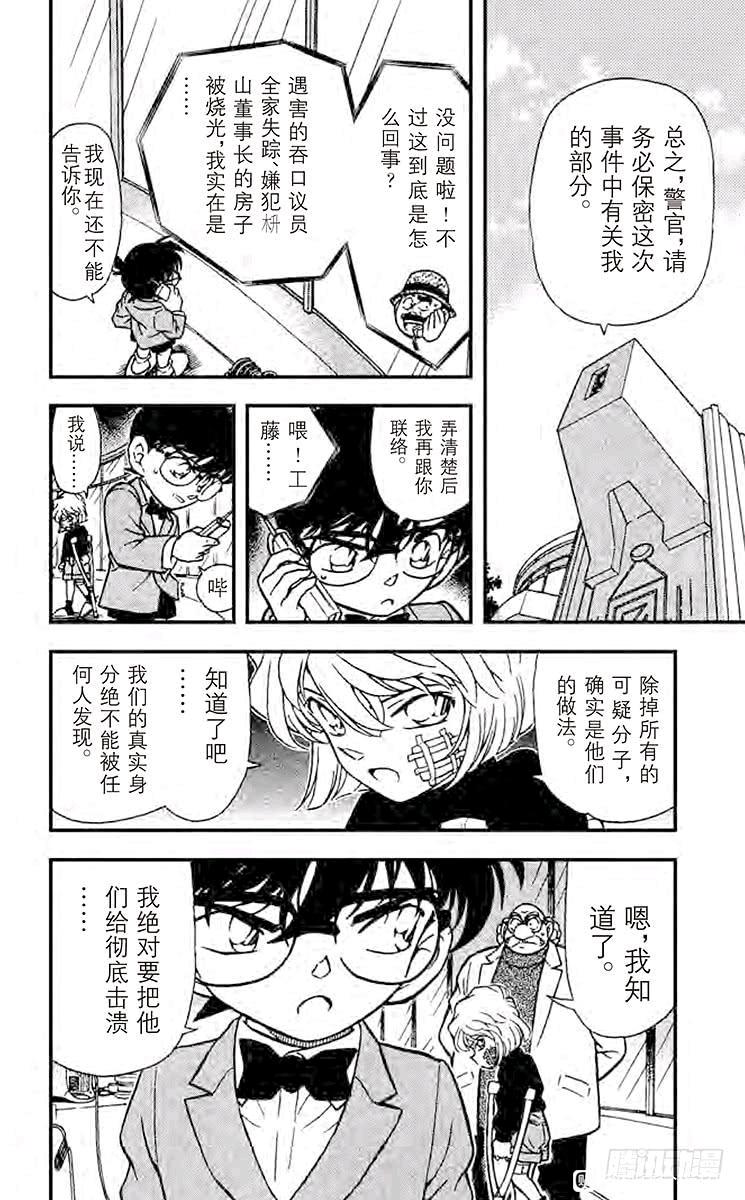 总之，警官，请
务必保密这次
事件中有关我
的部分。
没问题啦！不
过这到底是怎
么回事？
遇害的吞口议员
全家失踪、嫌犯枡
山董事长的房子
被烧光，我实在是
……
我现在还不能
告诉你。
弄清楚后
我再跟你
联络。
喂！工
藤……
哔
我说……
除掉所有的
可疑分子，
确实是他们
的做法。
知道了吧
……
我们的真实身
分绝不能被任
何人发现。
嗯，我知
道了。
我绝对要把他
们给彻底击溃
……